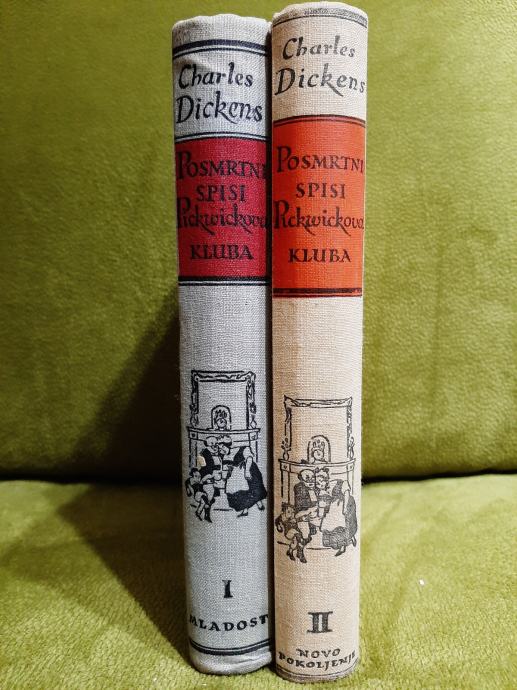 Charles
Dickens
POSMRTNI
SPISI
Pickwickova
KLUBA
I
MLADOST
Charles
Dickens
POSMRTNI
SPISI
Pickwickova
KLUBA
II
NOVO
POKOLJENJE